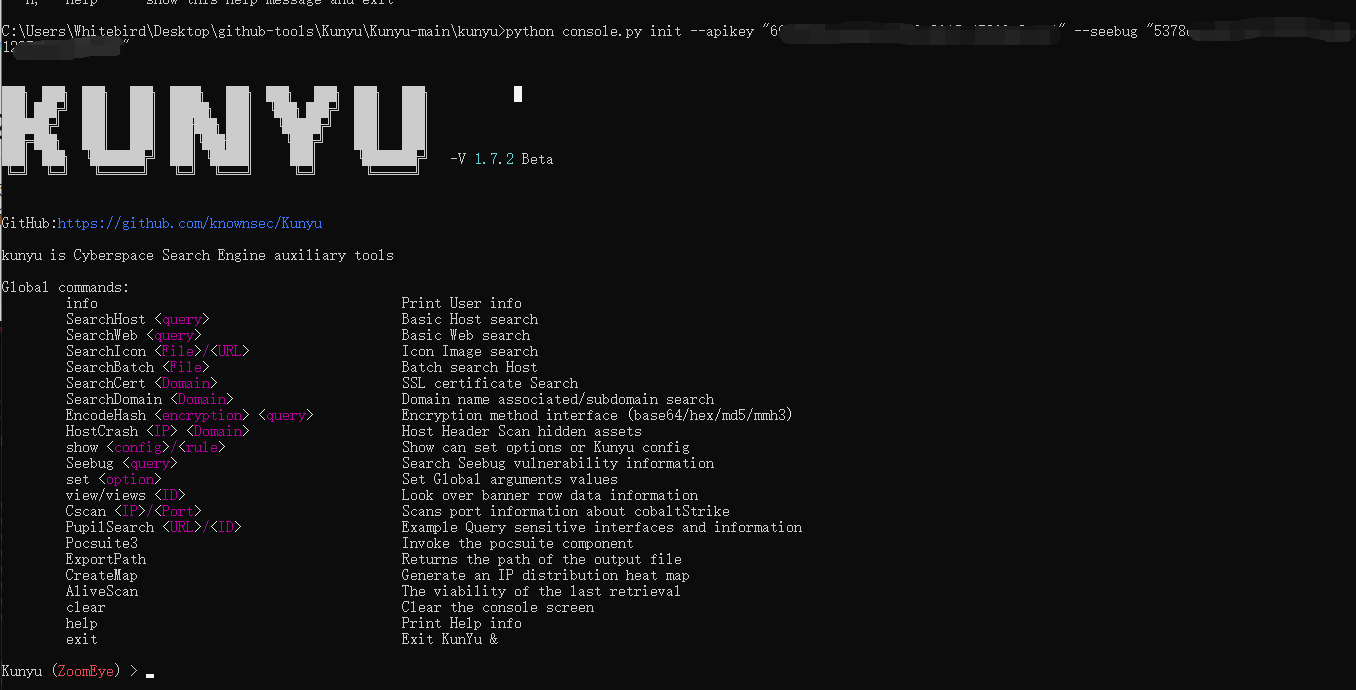 show this help message and exit
C:\Users\Whitebird\Desktop\github-tools\Kunyu\Kunyu-main\kunyu>python console.py init --apikey "6 " --seebug "5378
12 "
KUNYU
-V 1.7.2 Beta
GitHub:https://github.com/knownsec/Kunyu
kunyu is Cyberspace Search Engine auxiliary tools
Global commands:
info Print User info
SearchHost <query> Basic Host search
SearchWeb <query> Basic Web search
SearchIcon <File>/<URL> Icon Image search
SearchBatch <File> Batch search Host
SearchCert <Domain> SSL certificate Search
SearchDomain <Domain> Domain name associated/subdomain search
EncodeHash <encryption> <query> Encryption method interface (base64/hex/md5/mmh3)
HostCrash <IP> <Domain> Host Header Scan hidden assets
show <config>/<rule> Show can set options or Kunyu config
Seebug <query> Search Seebug vulnerability information
set <option> Set Global arguments values
view/views <ID> Look over banner row data information
Cscan <IP>/<Port> Scans port information about cobaltStrike
PupilSearch <URL>/<ID> Example Query sensitive interfaces and information
Pocsuite3 Invoke the pocsuite component
ExportPath Returns the path of the output file
CreateMap Generate an IP distribution heat map
AliveScan The viability of the last retrieval
clear Clear the console screen
help Print Help info
exit Exit KunYu &
Kunyu (ZoomEye) >